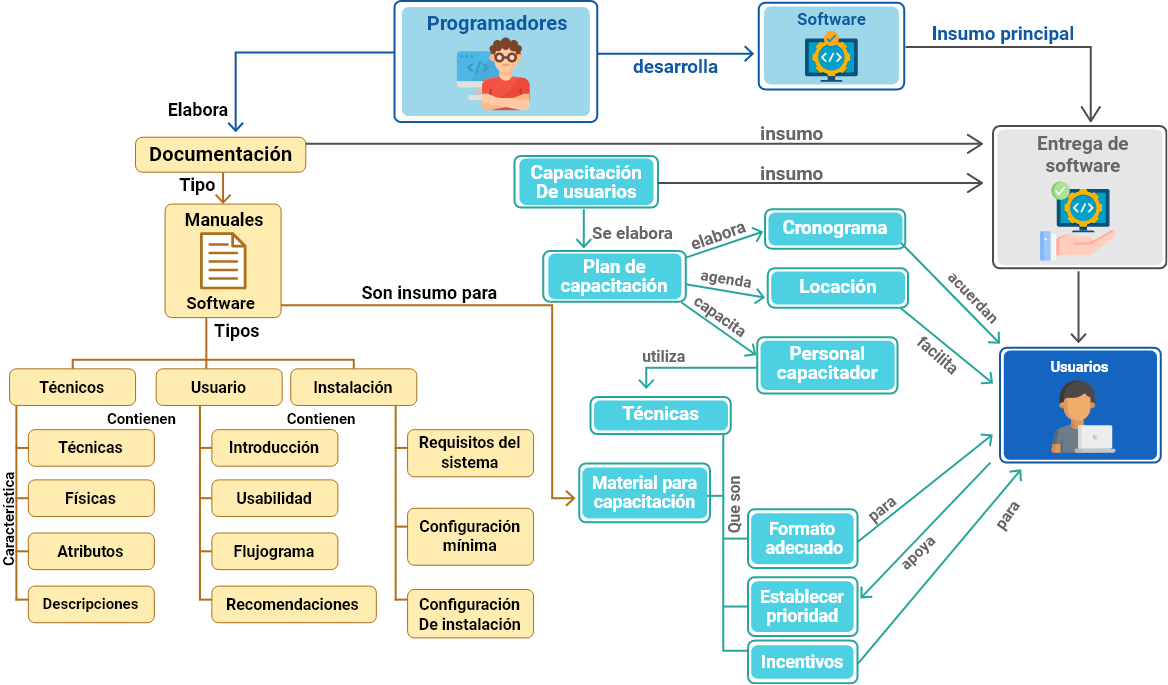 Programadores
Software
Insumo principal
desarrolla
Elabora
insumo
Documentación
Entrega de
software
Capacitación
De usuarios
insumo
Tipo
Manuales
Software
Se elabora
elabora
Cronograma
Plan de
capacitación
agenda
Locación
acuerdan
Son insumo para
capacita
Tipos
facilita
utiliza
Personal
capacitador
Usuarios
Técnicos
Usuario
Instalación
Técnicas
Contienen
Contienen
Técnicas
Introducción
Requisitos del
sistema
Característica
Físicas
Usabilidad
Material para
capacitación
Que son
Atributos
Flujograma
Configuración
mínima
Formato
adecuado
para
apoya
para
Descripciones
Recomendaciones
Configuración
De instalación
Establecer
prioridad
Incentivos